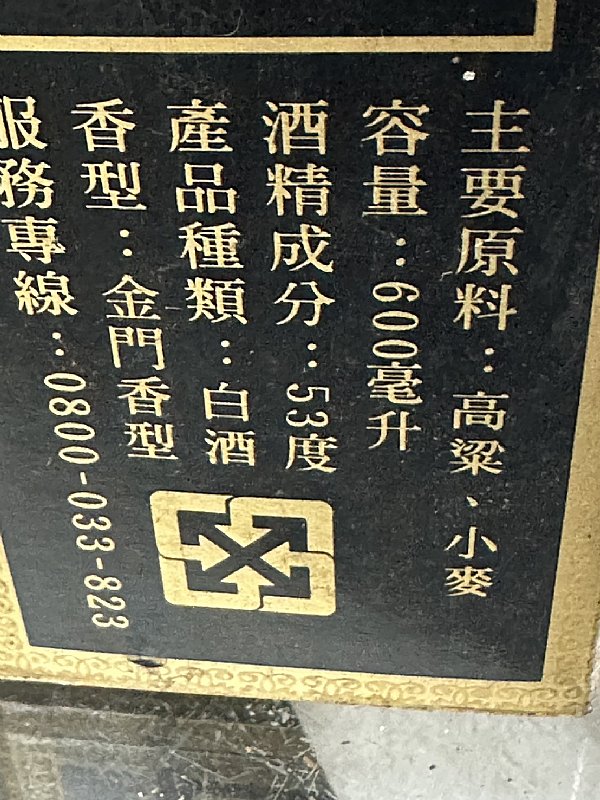 主要原料：高粱、小麥
容量：600毫升
酒精成分：53度
產品種類：白酒
香型：金門香型
服務專線：0800-033-823